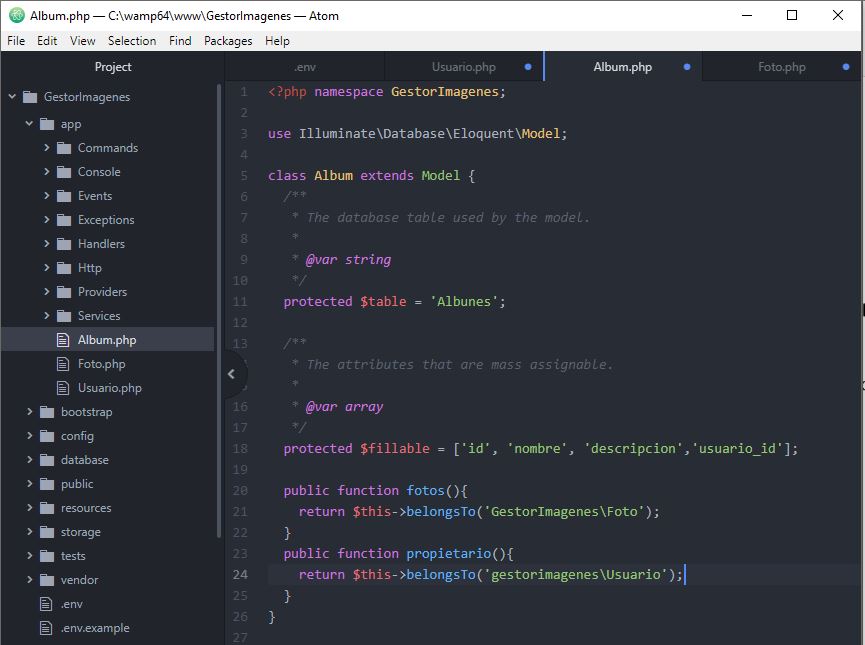 Album.php — C:\wamp64\www\GestorImagenes — Atom
File Edit View Selection Find Packages Help
Project
.env
Usuario.php
Album.php
Foto.php
GestorImagenes
app
Commands
Console
Events
Exceptions
Handlers
Http
Providers
Services
Album.php
Foto.php
Usuario.php
bootstrap
config
database
public
resources
storage
tests
vendor
.env
.env.example
1 <?php namespace GestorImagenes;
2
3 use Illuminate\Database\Eloquent\Model;
4
5 class Album extends Model {
6 /**
7 * The database table used by the model.
8 *
9 * @var string
10 */
11 protected $table = 'Albunes';
12
13 /**
* The attributes that are mass assignable.
*
16 * @var array
17 */
18 protected $fillable = ['id', 'nombre', 'descripcion','usuario_id'];
19
20 public function fotos(){
21 return $this->belongsTo('GestorImagenes\Foto');
22 }
23 public function propietario(){
24 return $this->belongsTo('gestorimagenes\Usuario');
25 }
26 }
27